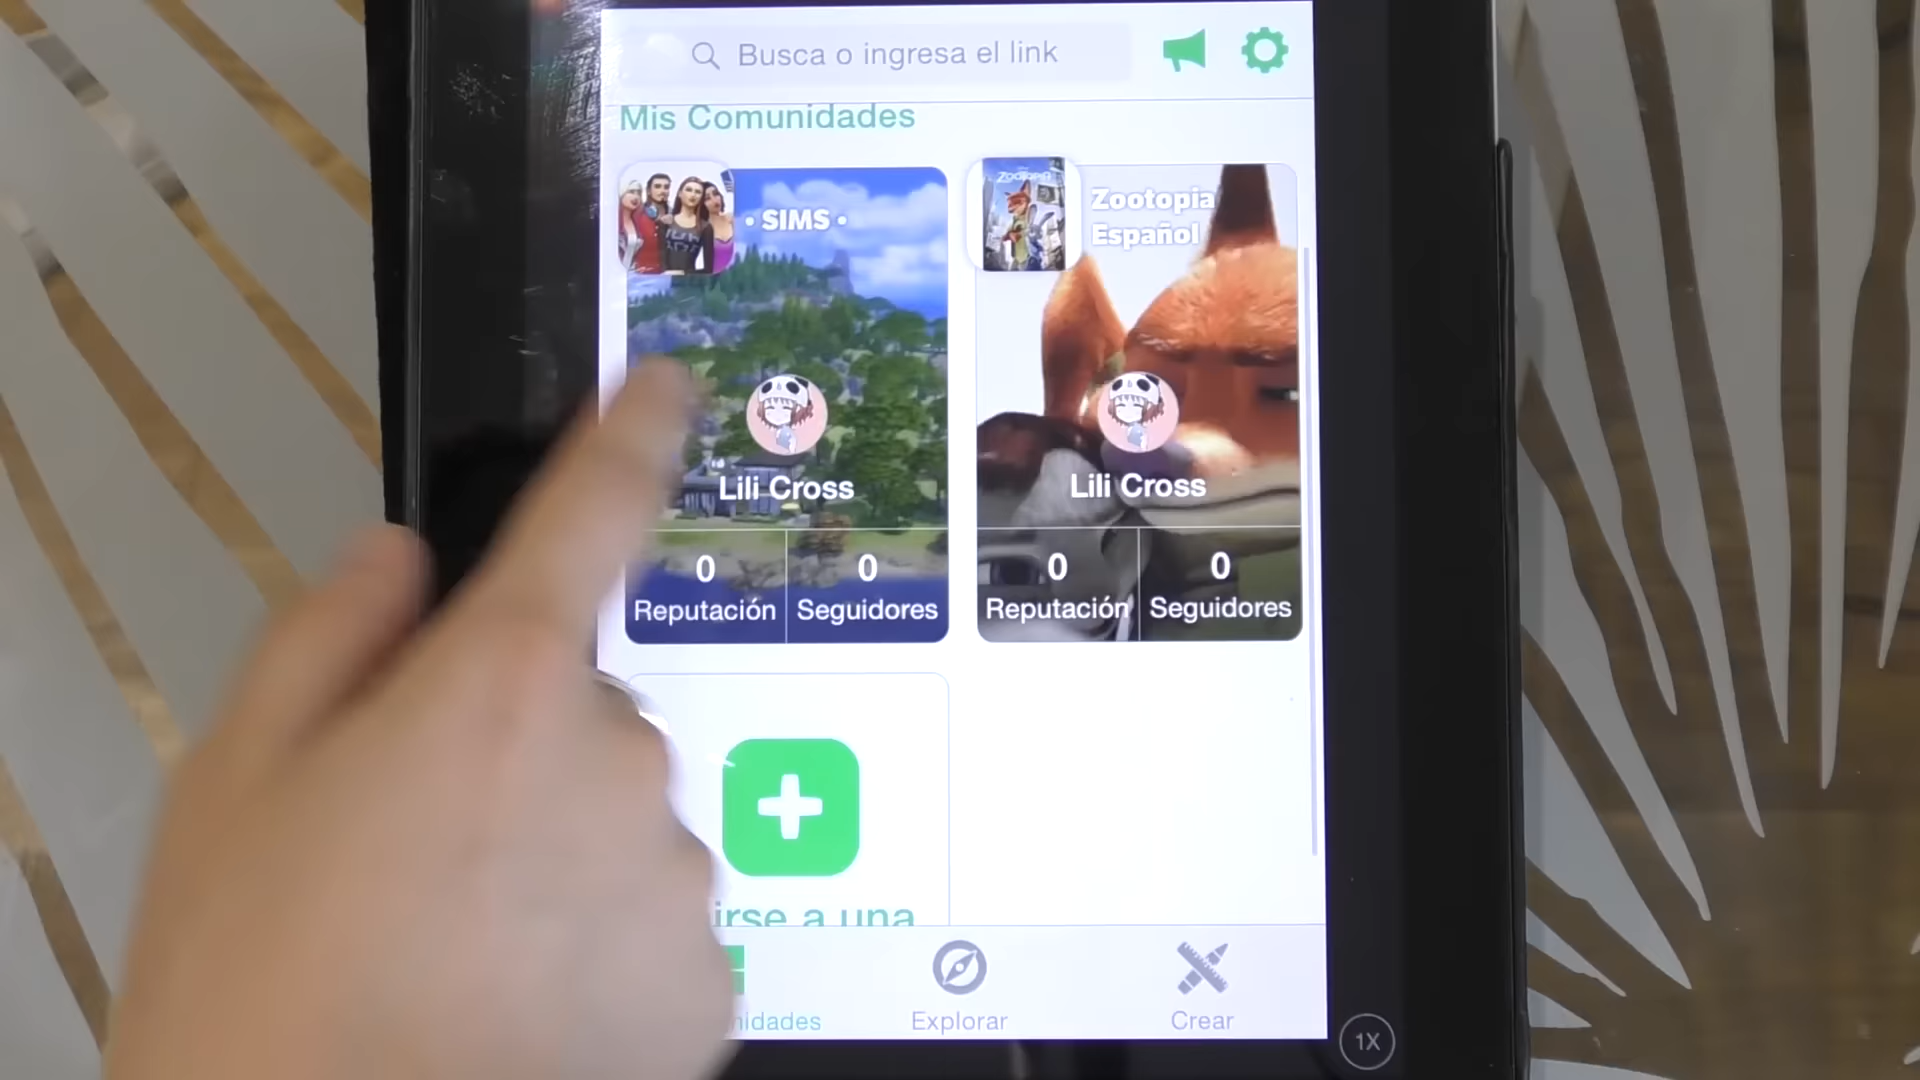 Busca o ingresa el link
Mis Comunidades
• SIMS •
Zootopia
Zootopia
Español
Lili Cross
Lili Cross
0
0
Reputación
Seguidores
0
0
Reputación
Seguidores
irse a una
nidades
Explorar
Crear
1X